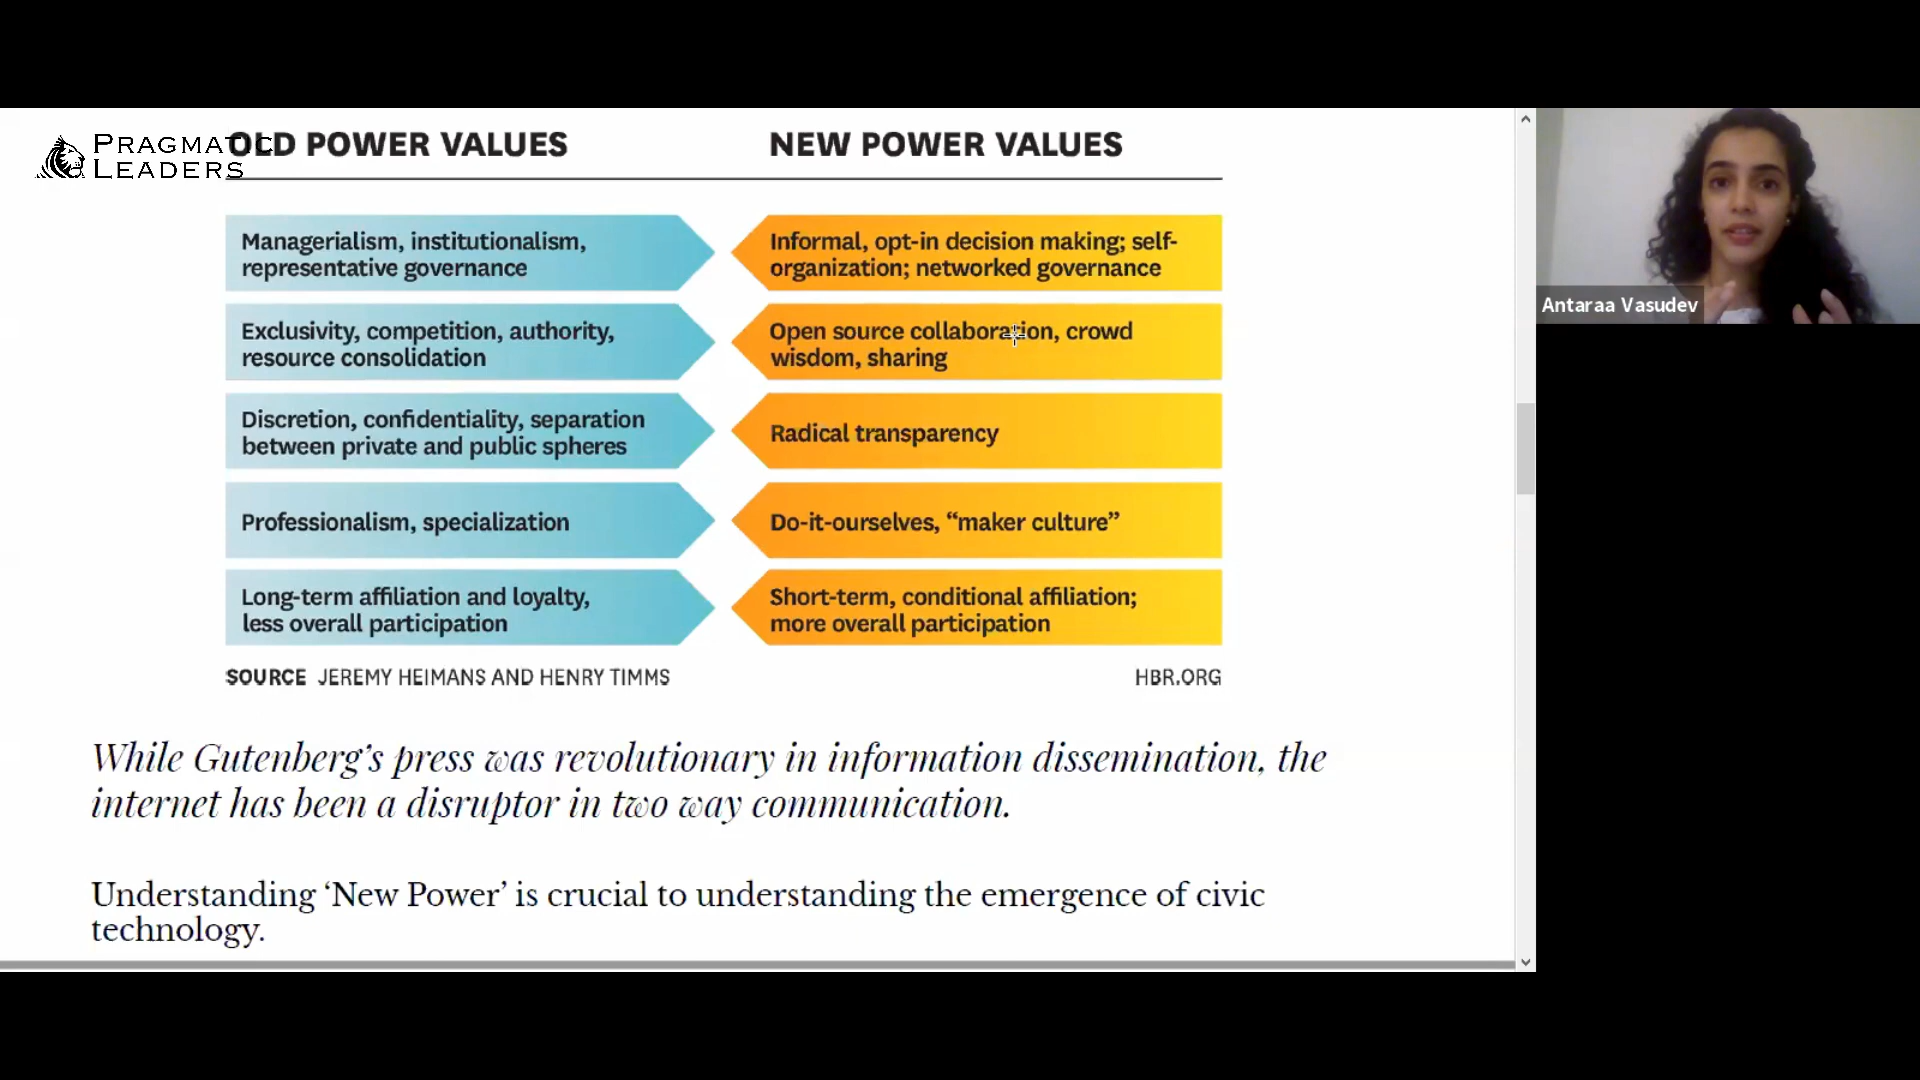 PRAGMATIC
LEADERS
OLD POWER VALUES
NEW POWER VALUES
Managerialism, institutionalism,
representative governance
Informal, opt-in decision making; self-
organization; networked governance
Exclusivity, competition, authority,
resource consolidation
Open source collaboration, crowd
wisdom, sharing
Discretion, confidentiality, separation
between private and public spheres
Radical transparency
Professionalism, specialization
Do-it-ourselves, “maker culture”
Long-term affiliation and loyalty,
less overall participation
Short-term, conditional affiliation;
more overall participation
SOURCE JEREMY HEIMANS AND HENRY TIMMS
HBR.ORG
While Gutenberg’s press was revolutionary in information dissemination, the
internet has been a disruptor in two way communication.
Understanding ‘New Power’ is crucial to understanding the emergence of civic
technology.
Antaraa Vasudev